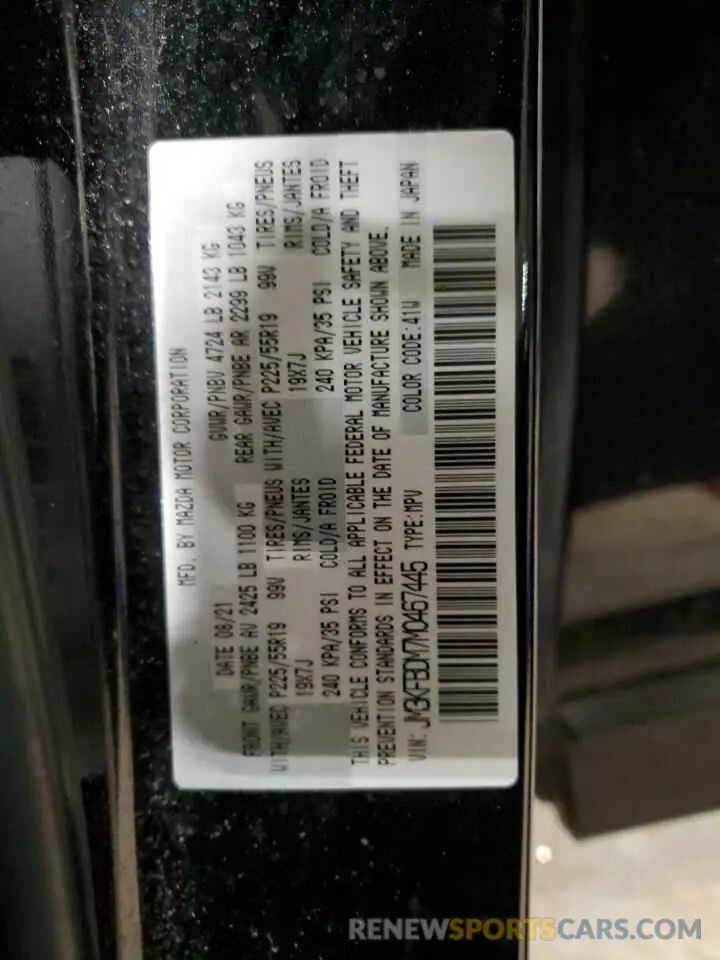 MFD. BY MAZDA MOTOR CORPORATION
DATE 08/21 GVWR/PNBV 4724 LB 2143 KG
FRONT GAWR/PNBE AV 2425 LB 1100 KG REAR GAWR/PNBE AR 2299 LB 1043 KG
WITH/AVEC P225/55R19 99V TIRES/PNEUS WITH/AVEC P225/55R19 99V TIRES/PNEUS
19X7J RIMS/JANTES 19X7J RIMS/JANTES
240 KPA/35 PSI COLD/A FROID 240 KPA/35 PSI COLD/A FROID
THIS VEHICLE CONFORMS TO ALL APPLICABLE FEDERAL MOTOR VEHICLE SAFETY AND THEFT
PREVENTION STANDARDS IN EFFECT ON THE DATE OF MANUFACTURE SHOWN ABOVE.
VIN: JM3KFBDM7M0467445 TYPE:MPV COLOR CODE:41W MADE IN JAPAN
RENEWSPORTSCARS.COM